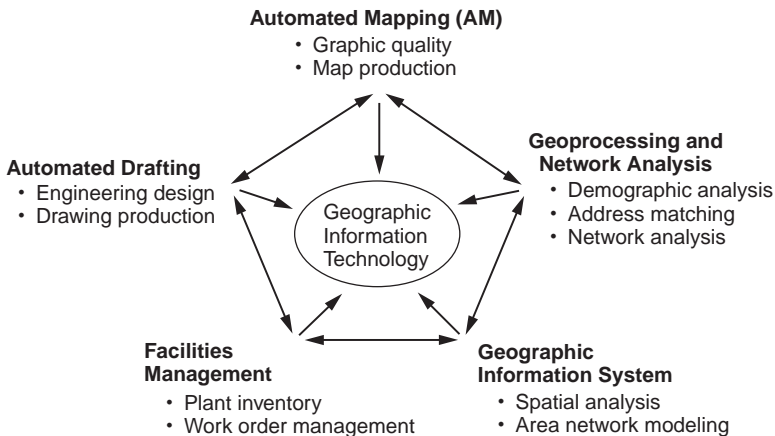 Automated Mapping (AM)
• Graphic quality
• Map production
Automated Drafting
• Engineering design
• Drawing production
Geoprocessing and
Network Analysis
• Demographic analysis
• Address matching
• Network analysis
Geographic
Information
Technology
Facilities
Management
• Plant inventory
• Work order management
Geographic
Information System
• Spatial analysis
• Area network modeling